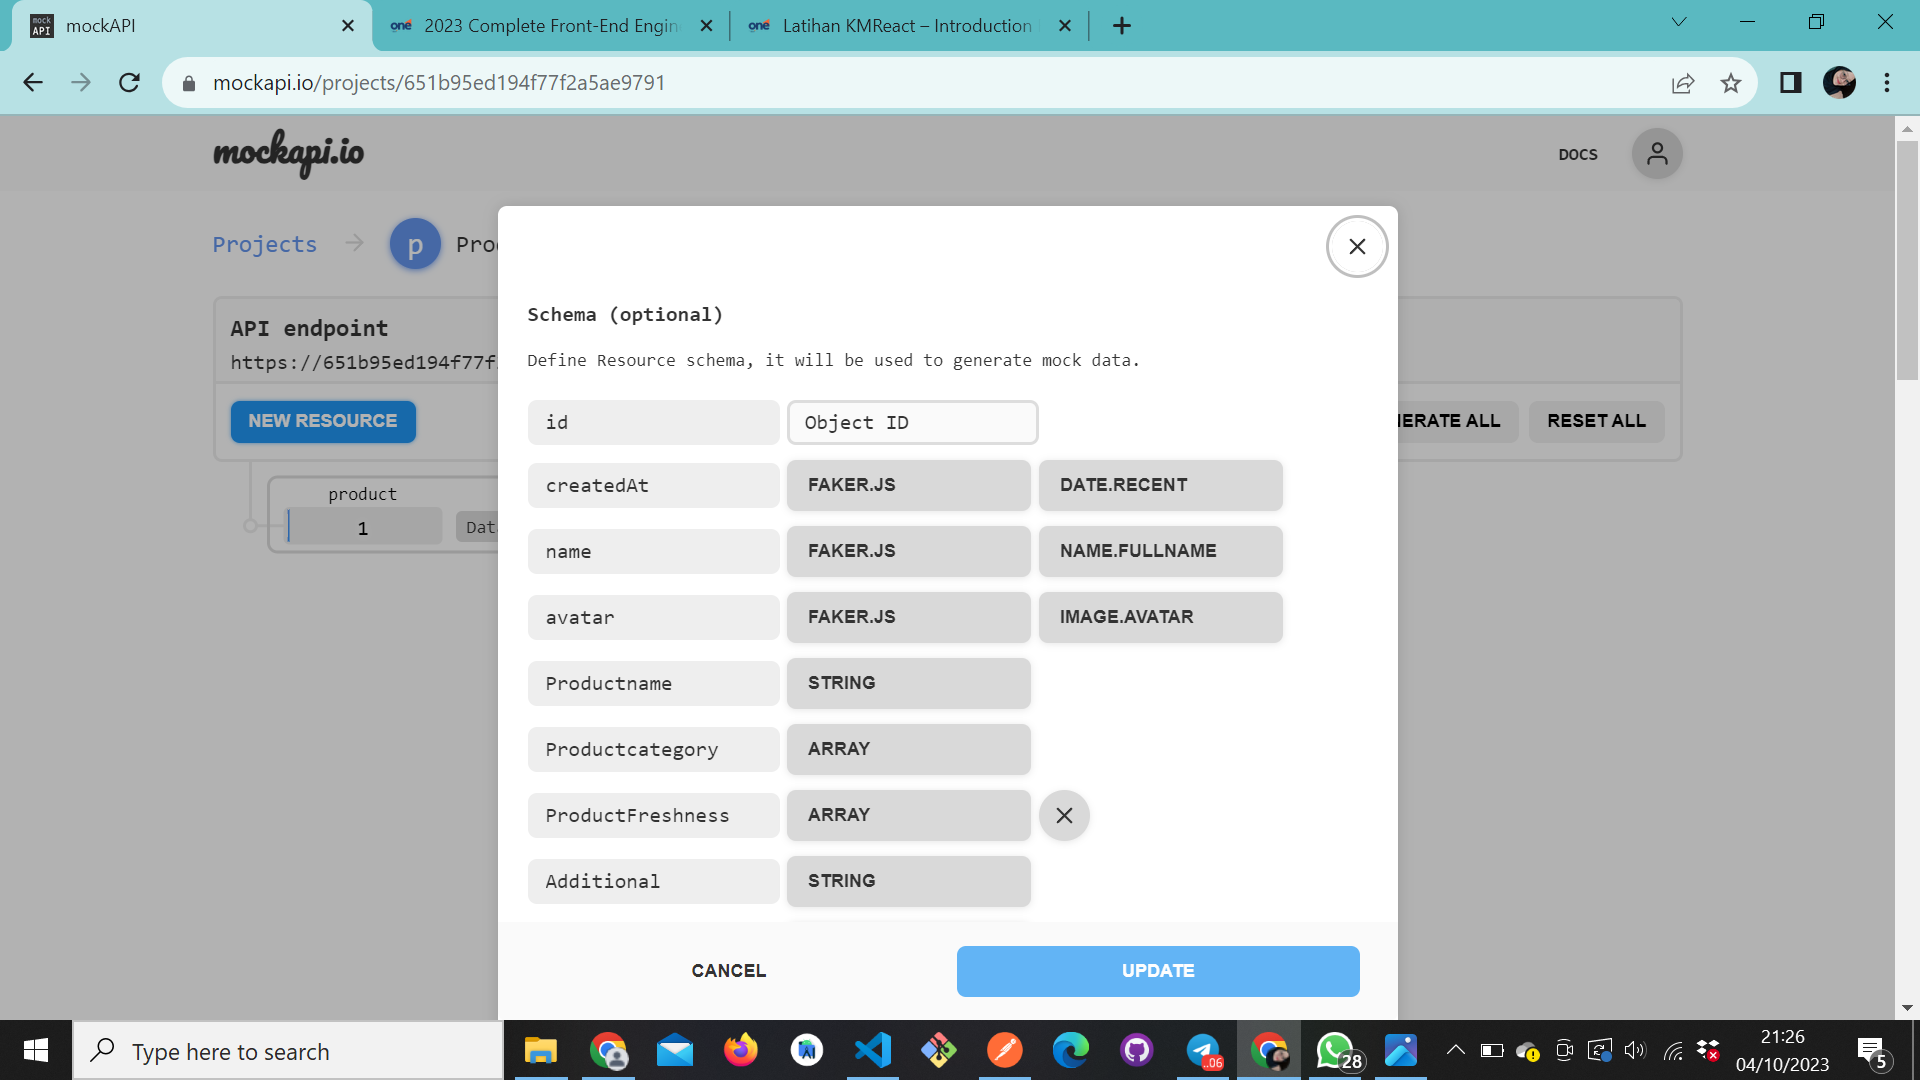 mockAPI
2023 Complete Front-End Engin
Latihan KMReact – Introduction
mockapi.io/projects/651b95ed194f77f2a5ae9791
mockapi.io
DOCS
Projects
p
API endpoint
https://651b95ed194f77f
NEW RESOURCE
ERATE ALL
RESET ALL
product
1
Data
Schema (optional)
Define Resource schema, it will be used to generate mock data.
id
Object ID
createdAt
FAKER.JS
DATE.RECENT
name
FAKER.JS
NAME.FULLNAME
avatar
FAKER.JS
IMAGE.AVATAR
Productname
STRING
Productcategory
ARRAY
ProductFreshness
ARRAY
Additional
STRING
CANCEL
UPDATE
Type here to search
..06
28
21:26
04/10/2023
5